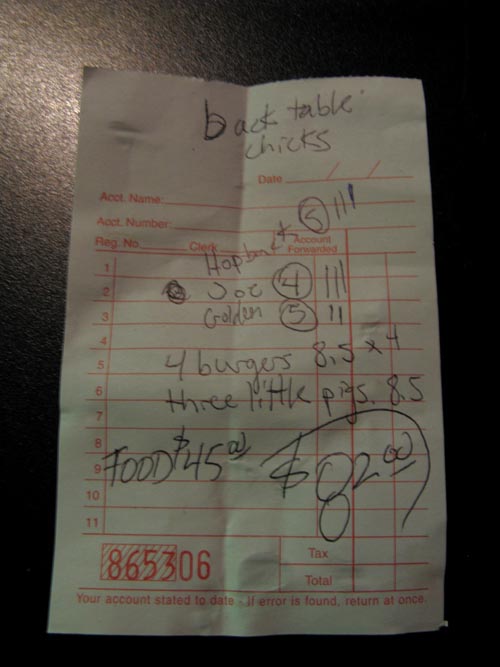 back table
chicks
Date / /
Acct. Name:
Acct. Number:
Reg. No. Clerk Account Forwarded
Hopback 5 III
1
2 Joe 4 III
3 Golden 5 II
4
5 4 burgers 8.5 x 4
6 three little pigs. 8.5
7
8
9 FOOD $45.00 $82.00
10
11
865306 Tax
Total
Your account stated to date - If error is found, return at once.